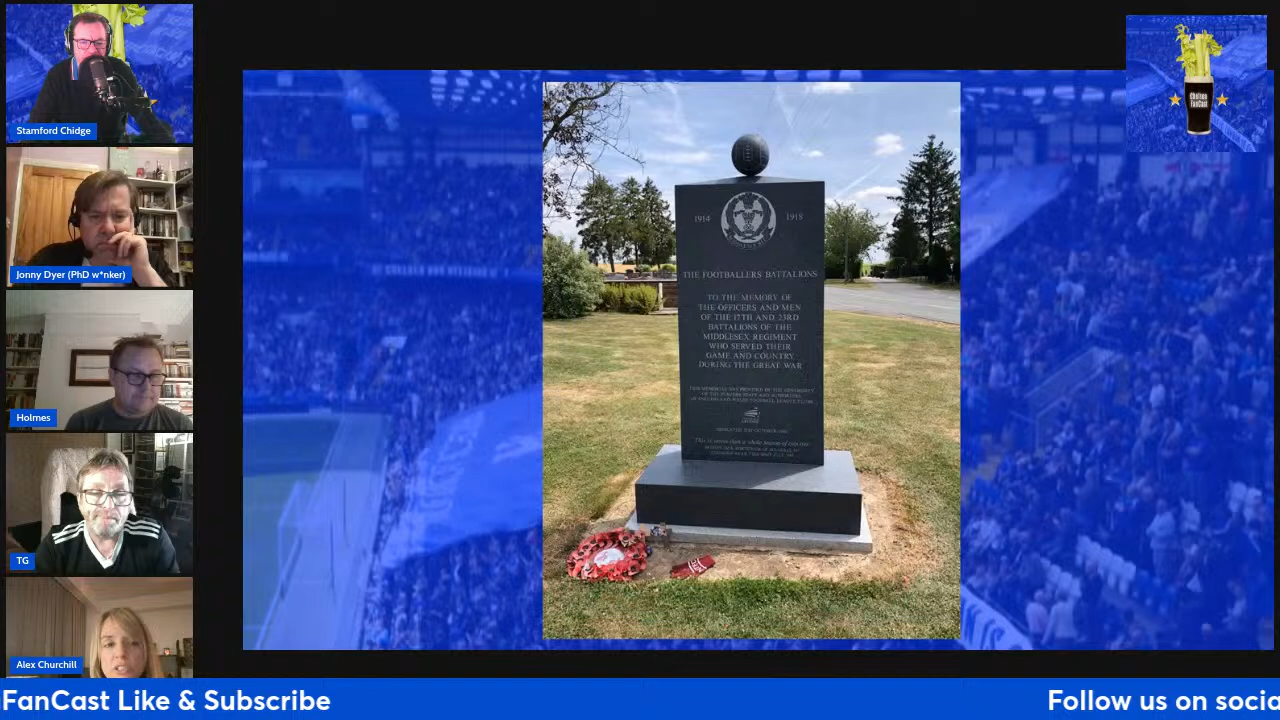 Stamford Chidge
Jonny Dyer (PhD w*nker)
Holmes
TG
Alex Churchill
Chelsea
FanCast
1914
1918
THE FOOTBALLERS BATTALIONS
TO THE MEMORY OF
THE OFFICERS AND MEN
OF THE 17TH AND 23RD
BATTALIONS OF THE
MIDDLESEX REGIMENT
WHO SERVED THEIR
GAME AND COUNTRY
DURING THE GREAT WAR
FanCast Like & Subscribe
Follow us on socia